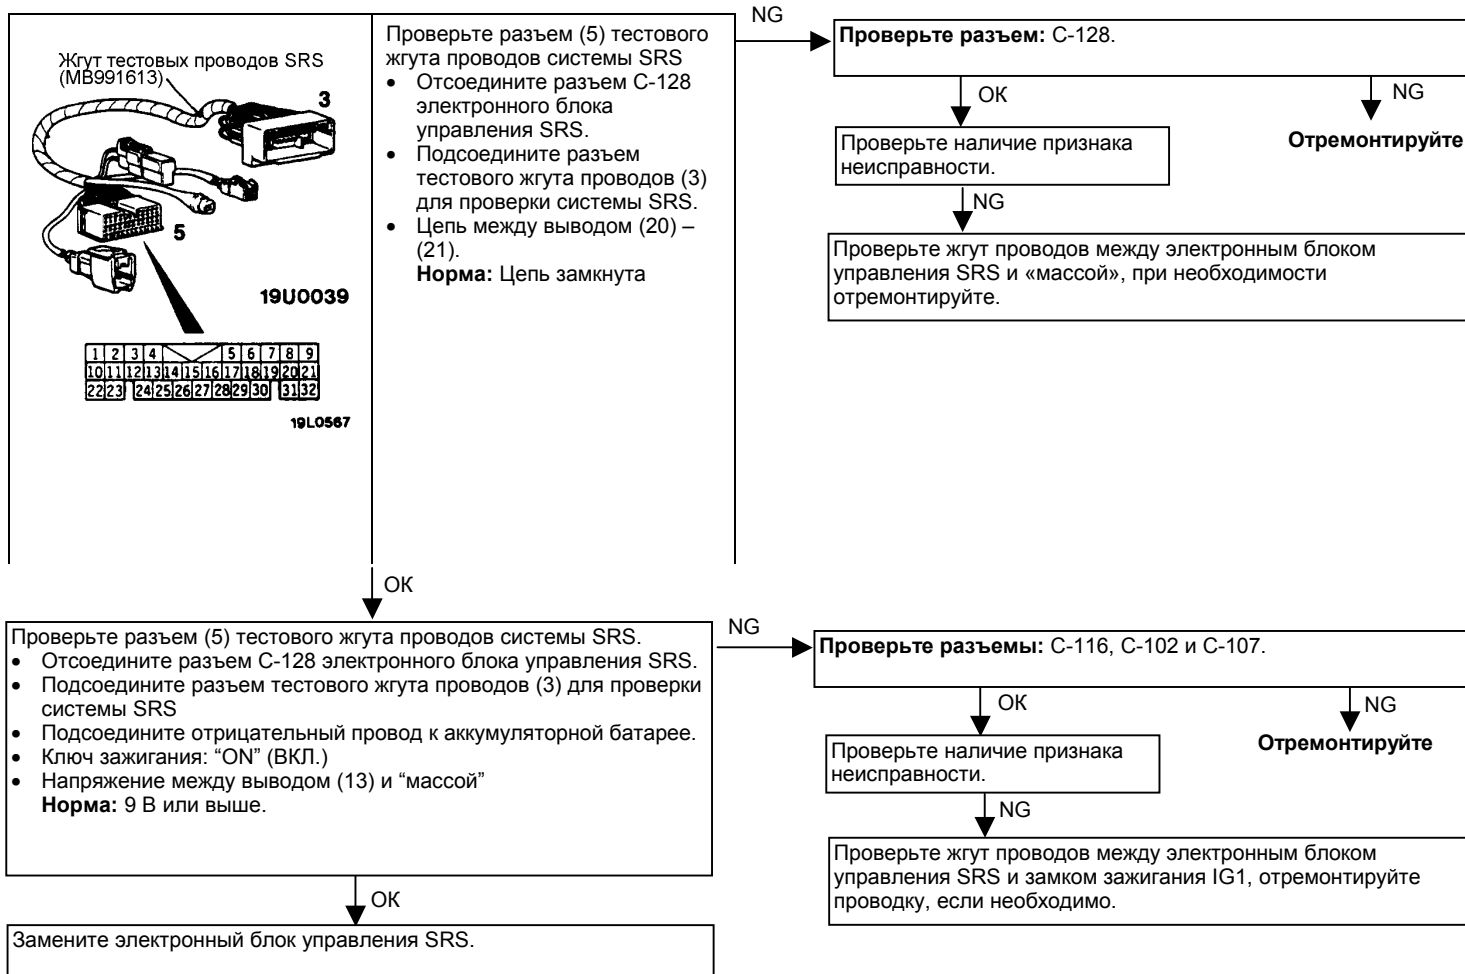 Жгут тестовых проводов SRS
(MB991613)
3
5
19U0039
1 2 3 4 5 6 7 8 9
10 11 12 13 14 15 16 17 18 19 20 21
22 23 24 25 26 27 28 29 30 31 32
19L0567
Проверьте разъем (5) тестового
жгута проводов системы SRS
• Отсоедините разъем С-128
электронного блока
управления SRS.
• Подсоедините разъем
тестового жгута проводов (3)
для проверки системы SRS.
• Цепь между выводом (20) –
(21).
Норма: Цепь замкнута
NG
Проверьте разъем: С-128.
ОК
NG
Проверьте наличие признака
неисправности.
Отремонтируйте
NG
Проверьте жгут проводов между электронным блоком
управления SRS и «массой», при необходимости
отремонтируйте.
ОК
Проверьте разъем (5) тестового жгута проводов системы SRS.
• Отсоедините разъем С-128 электронного блока управления SRS.
• Подсоедините разъем тестового жгута проводов (3) для проверки
системы SRS
• Подсоедините отрицательный провод к аккумуляторной батарее.
• Ключ зажигания: “ON” (ВКЛ.)
• Напряжение между выводом (13) и “массой”
Норма: 9 В или выше.
NG
Проверьте разъемы: С-116, С-102 и С-107.
ОК
NG
Проверьте наличие признака
неисправности.
Отремонтируйте
NG
Проверьте жгут проводов между электронным блоком
управления SRS и замком зажигания IG1, отремонтируйте
проводку, если необходимо.
ОК
Замените электронный блок управления SRS.